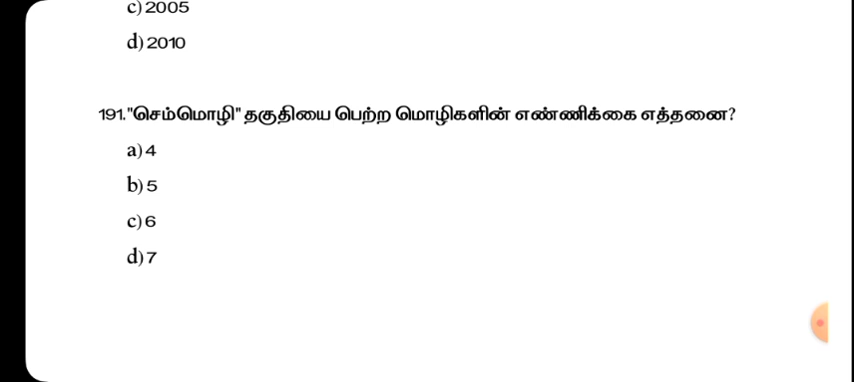 c) 2005
d) 2010
191."செம்மொழி" தகுதியை பெற்ற மொழிகளின் எண்ணிக்கை எத்தனை?
a) 4
b) 5
c) 6
d) 7